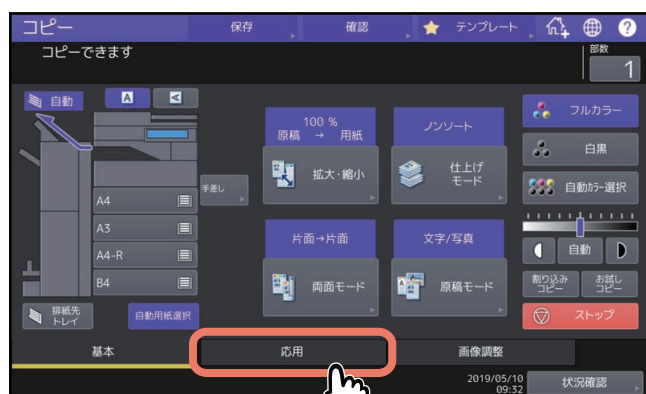 コピー
保存
確認
テンプレート
?
コピーできます
部数
1
自動
A
A
フルカラー
100 %
原稿 → 用紙
ノンソート
白黒
拡大・縮小
仕上げ
モード
手差し
自動ｶﾗｰ選択
A4
A3
A4-R
B4
片面→片面
文字/写真
自動
両面モード
原稿モード
割り込み
コピー
お試し
コピー
排紙先
トレイ
自動用紙選択
ストップ
基本
応用
画像調整
2019/05/10
09:32
状況確認